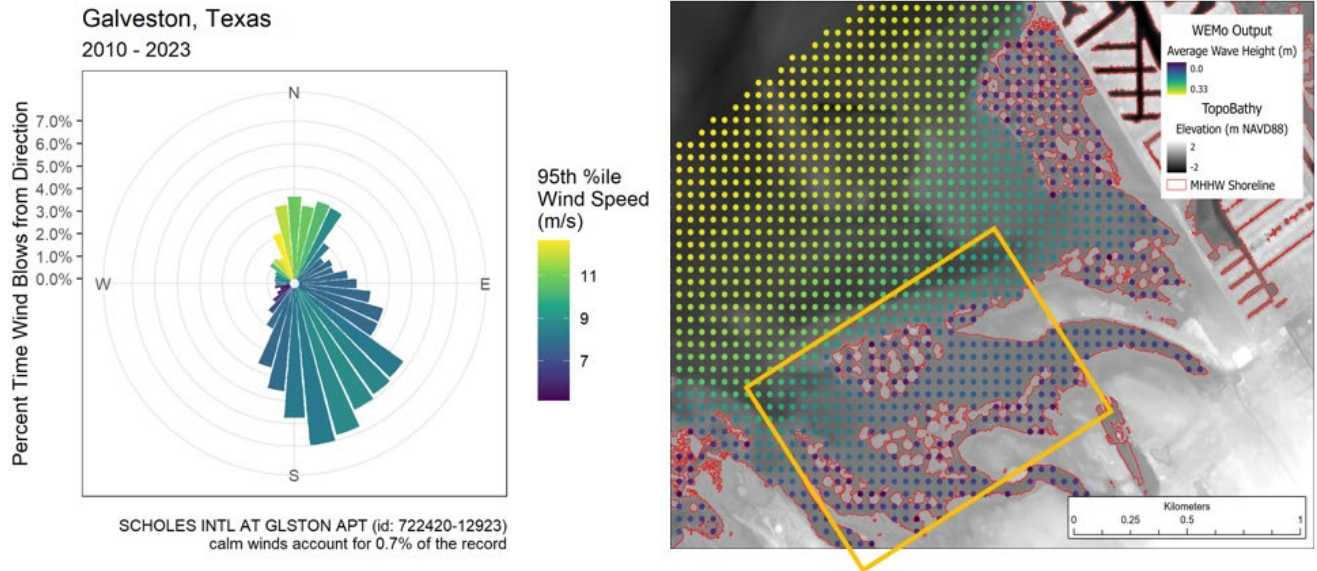 Galveston, Texas
2010 - 2023
Percent Time Wind Blows from Direction
7.0%
6.0%
5.0%
4.0%
3.0%
2.0%
1.0%
0.0%
N
W
E
S
95th %ile
Wind Speed
(m/s)
11
9
7
SCHOLES INTL AT GLSTON APT (id: 722420-12923)
calm winds account for 0.7% of the record
WEMo Output
Average Wave Height (m)
0.0
0.33
TopoBathy
Elevation (m NAVD88)
2
-2
MHHW Shoreline
Kilometers
0 0.25 0.5 1